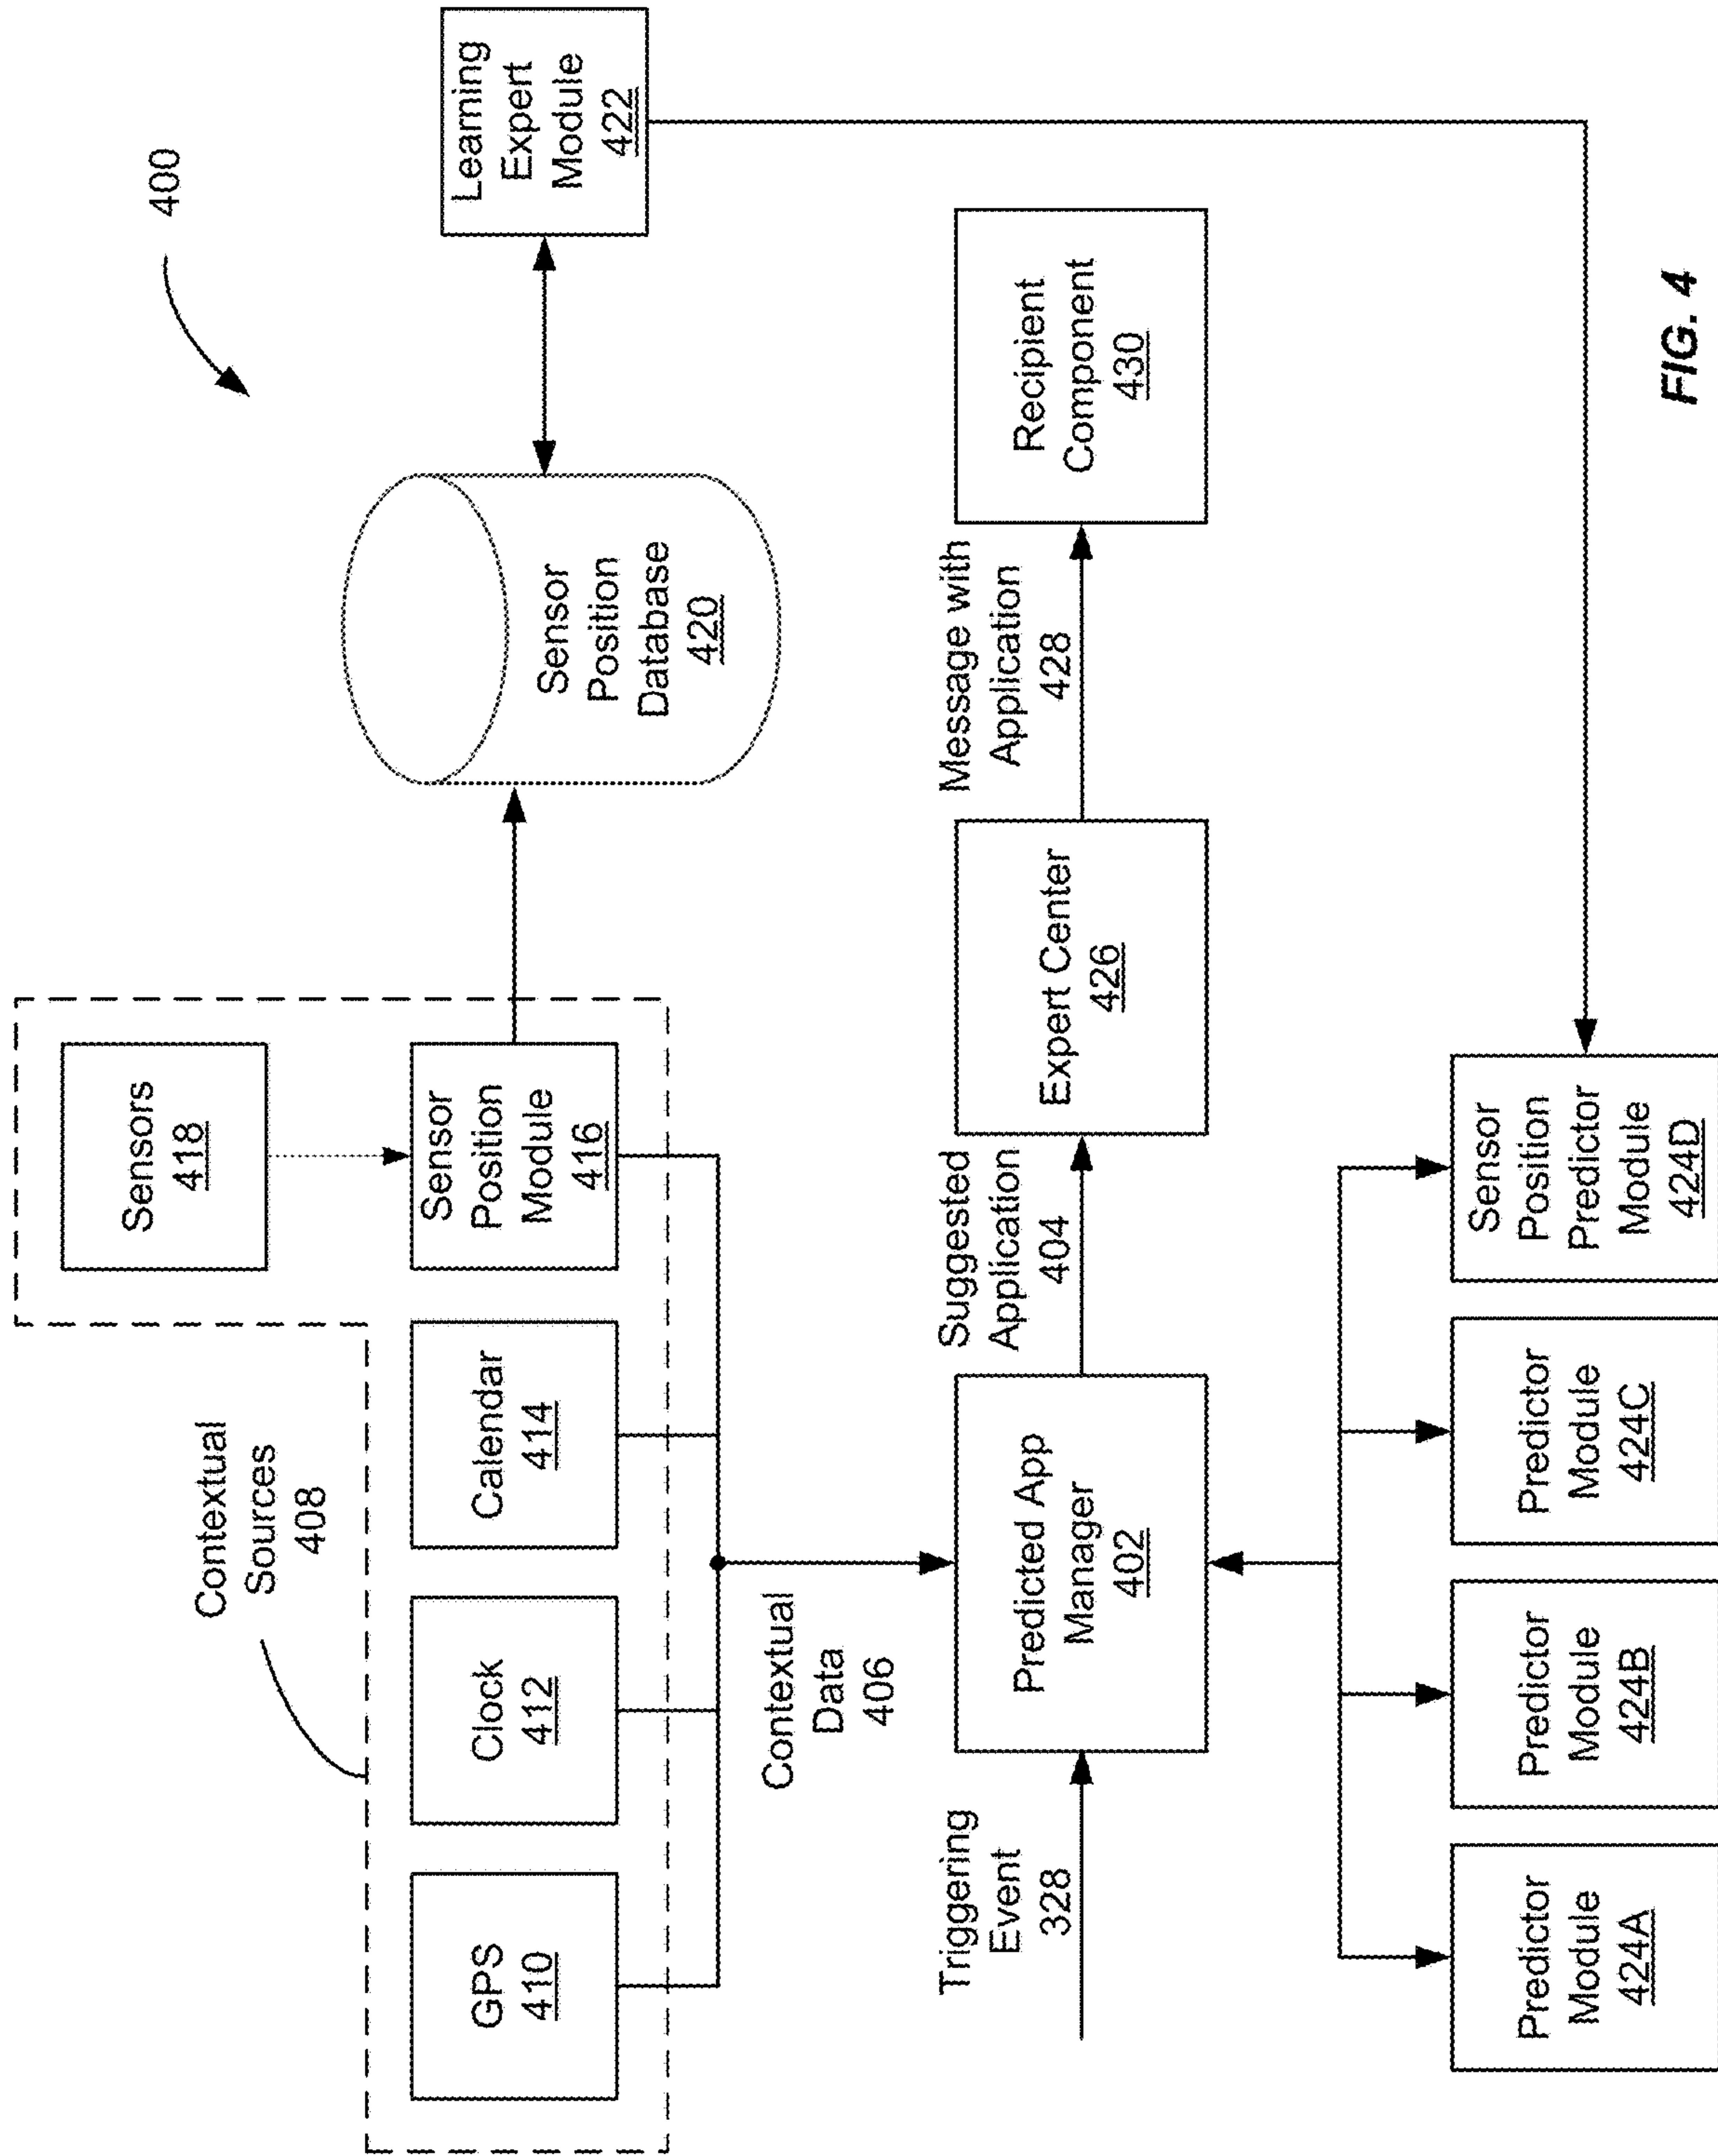 400
Contextual
Sources
408
Sensors
418
GPS
410
Clock
412
Calendar
414
Sensor
Position
Module
416
Sensor
Position
Database
420
Learning
Expert
Module
422
Contextual
Data
406
Triggering
Event
328
Predicted App
Manager
402
Suggested
Application
404
Expert Center
426
Message with
Application
428
Recipient
Component
430
Predictor
Module
424A
Predictor
Module
424B
Predictor
Module
424C
Sensor
Position
Predictor
Module
424D
FIG. 4